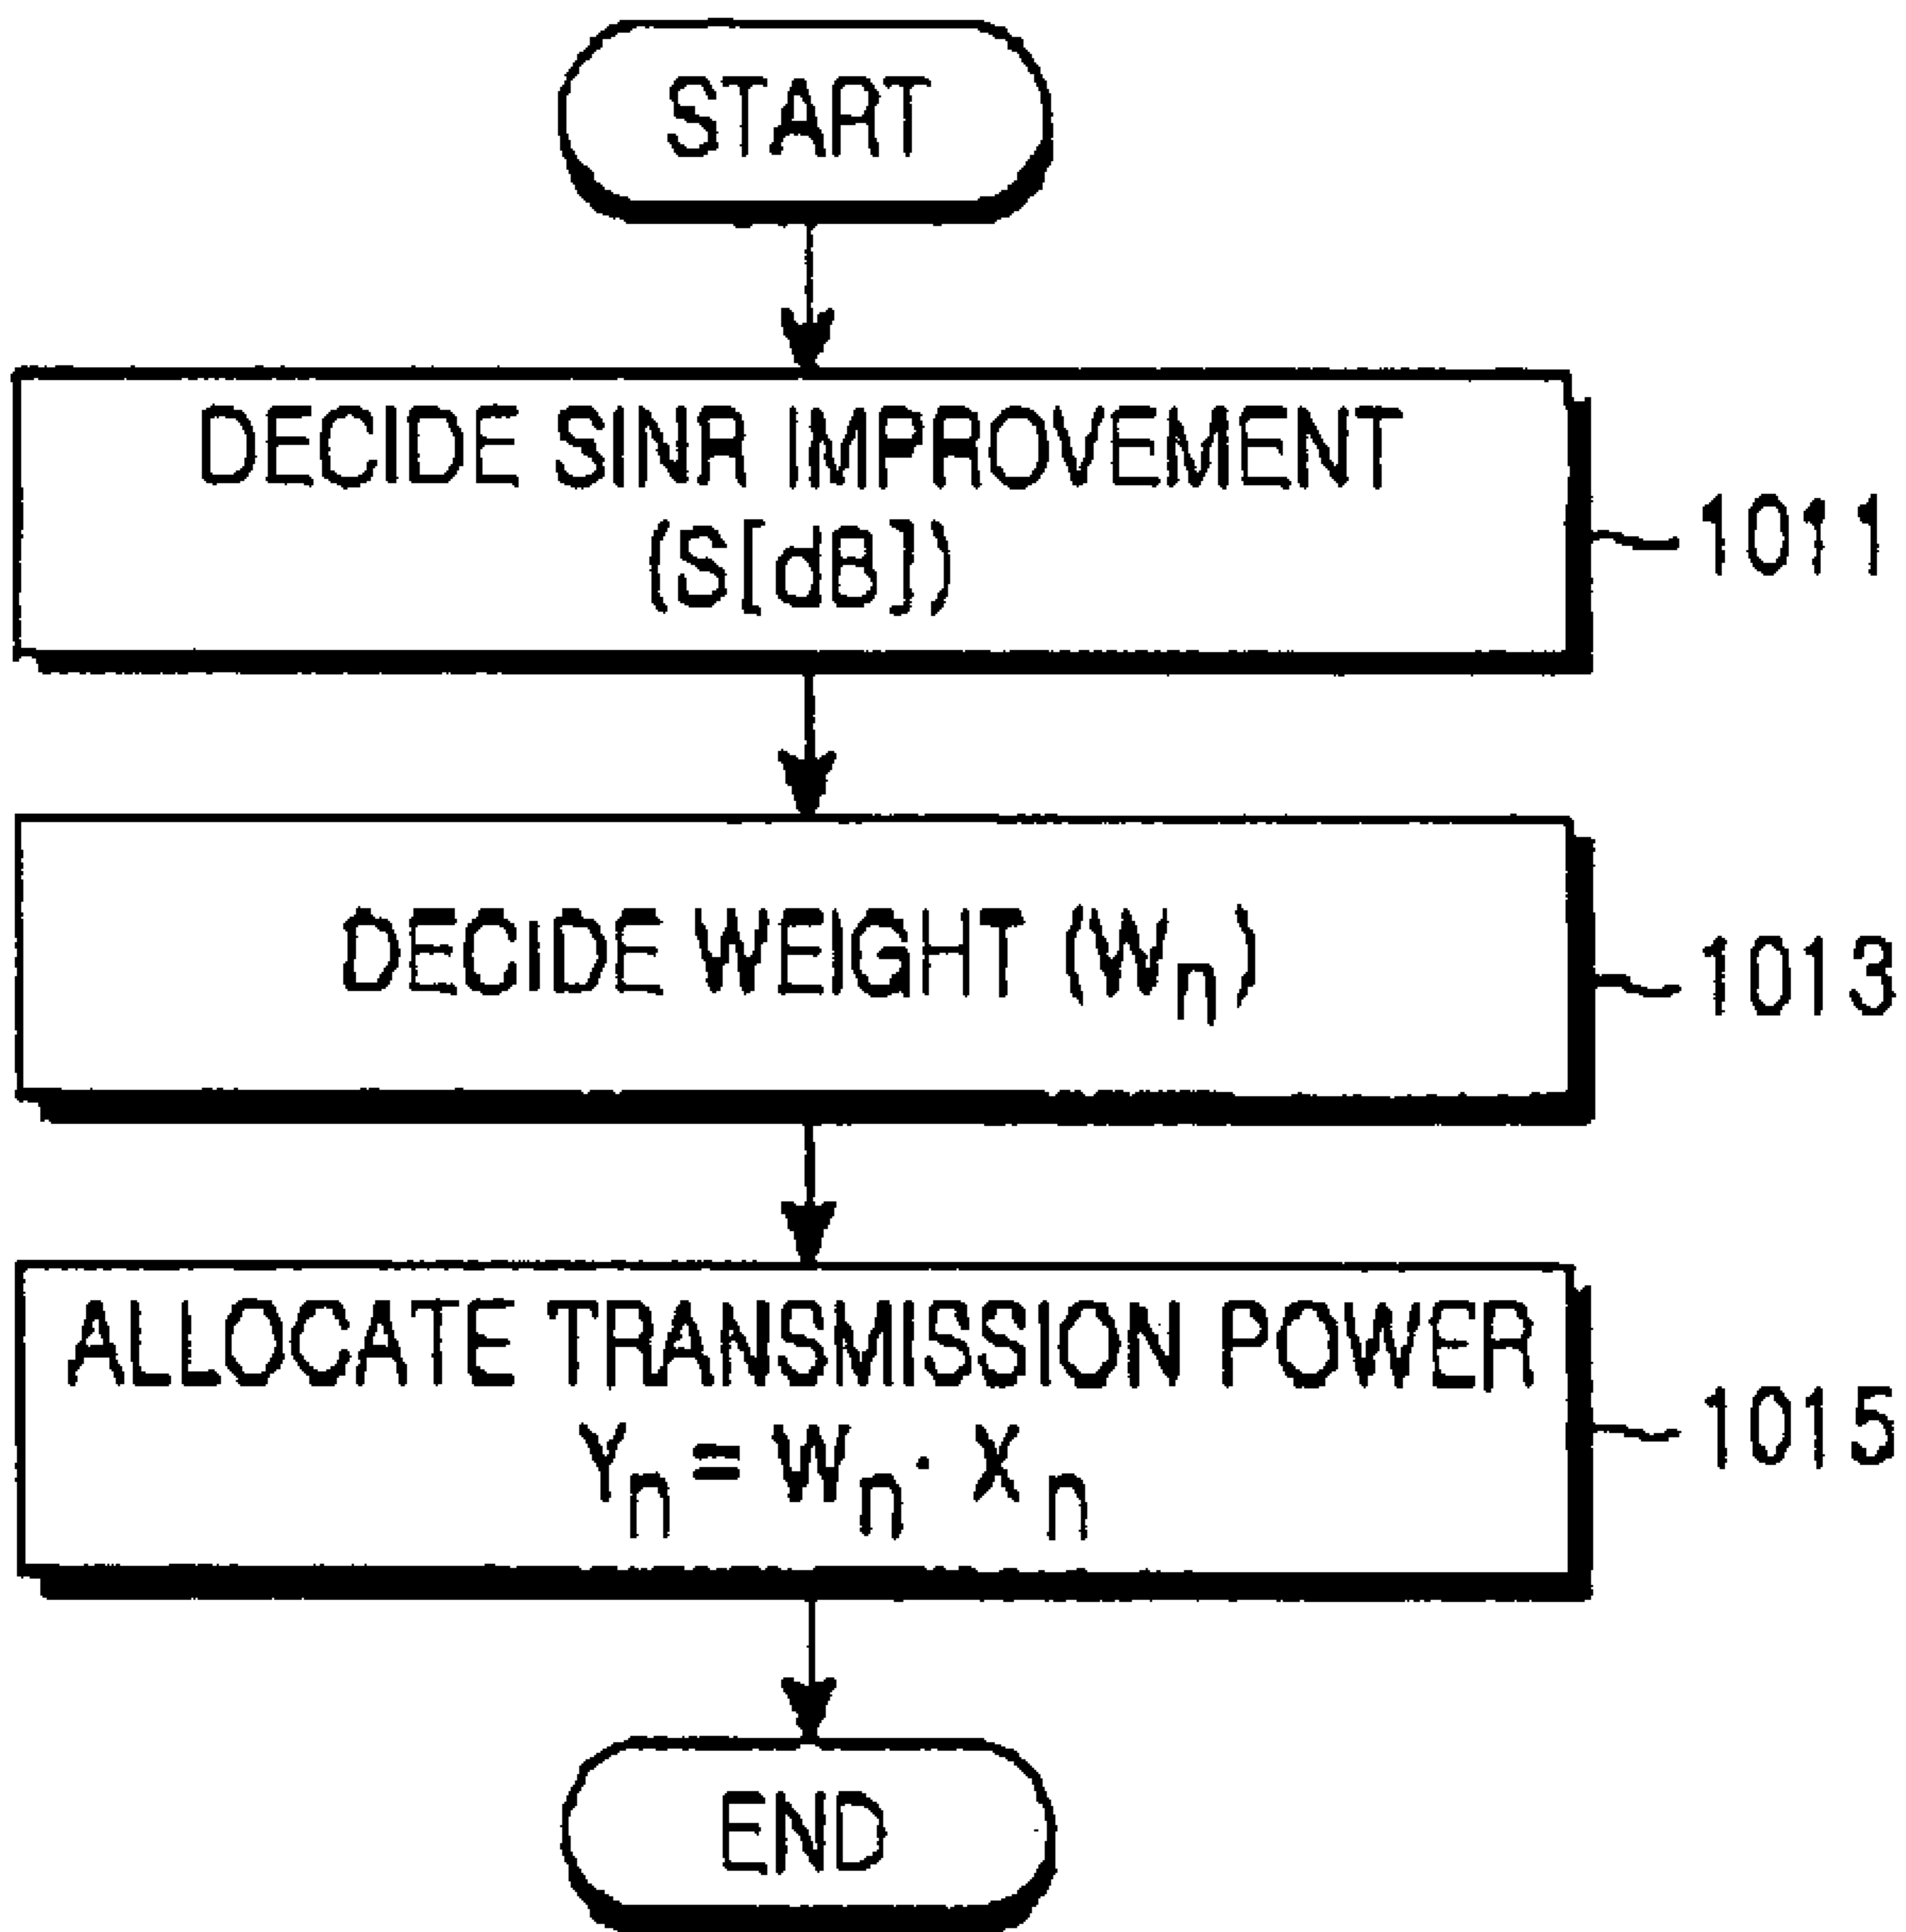 START
DECIDE SINR IMPROVEMENT
(S[dB])
1011
DECIDE WEIGHT (Wn)
1013
ALLOCATE TRANSMISSION POWER
Yn = Wn · Xn
1015
END